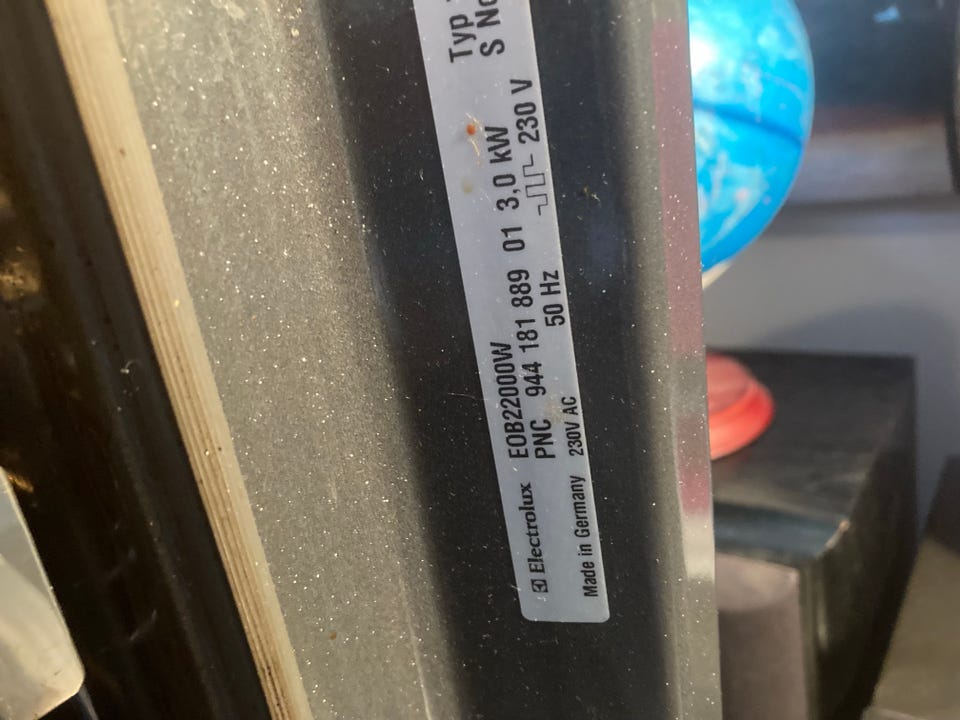 Electrolux EOB22000W Typ
PNC 944 181 889 01 3,0 kW S No
Made in Germany 230V AC 50 Hz 230 V